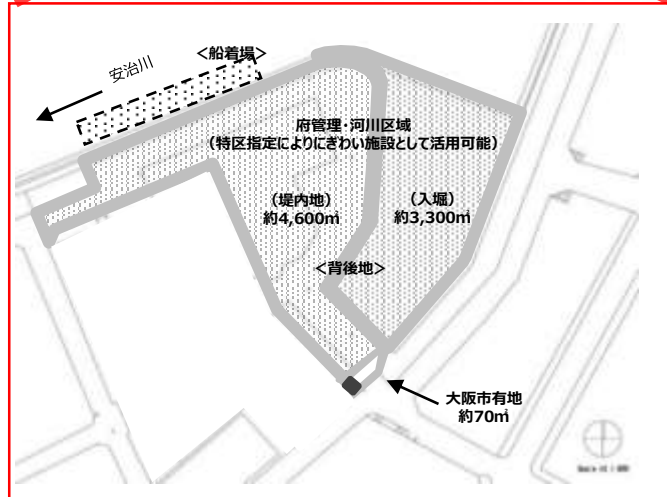 ＜船着場＞
安治川
府管理・河川区域
（特区指定によりにぎわい施設として活用可能）
（堤内地）
約4,600㎡
（入堀）
約3,300㎡
＜背後地＞
大阪市有地
約70㎡